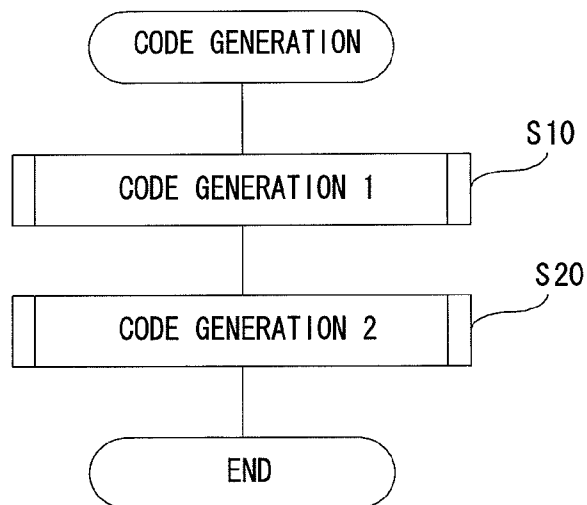 CODE GENERATION
S10
CODE GENERATION 1
S20
CODE GENERATION 2
END